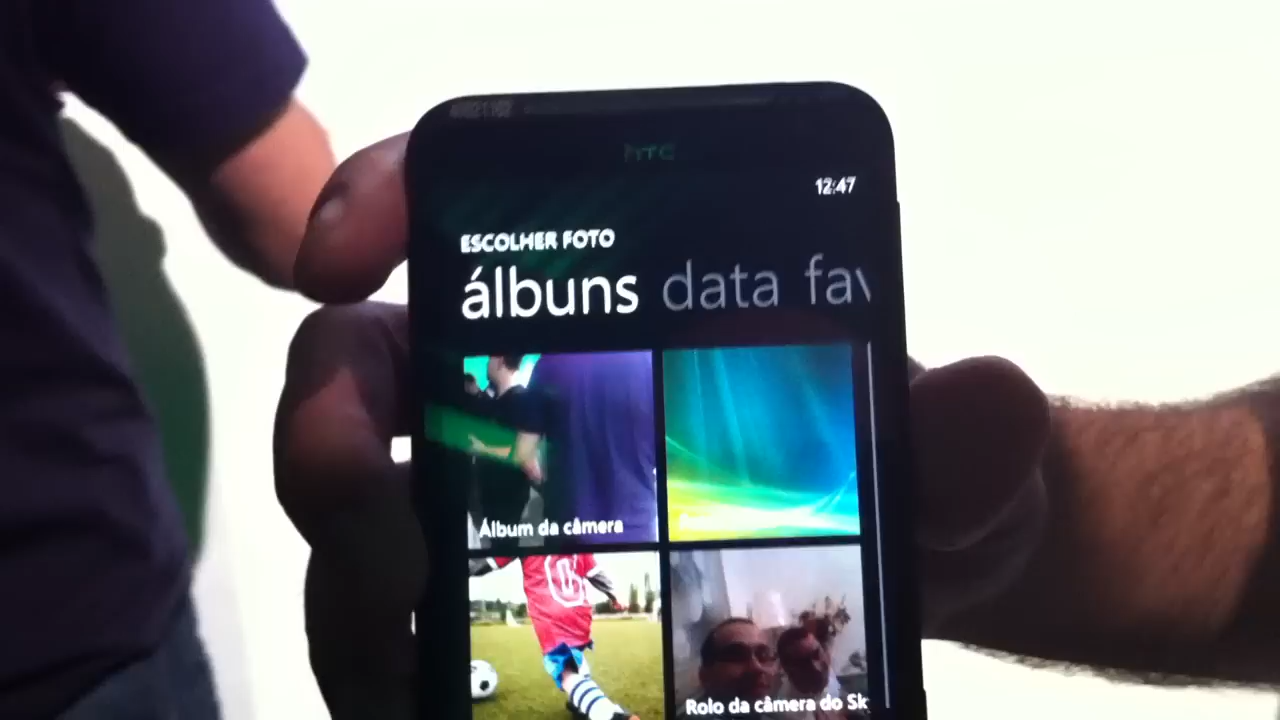 hTC
12:47
ESCOLHER FOTO
álbuns data fav
Álbum da câmera
Rolo da câmera do Sk